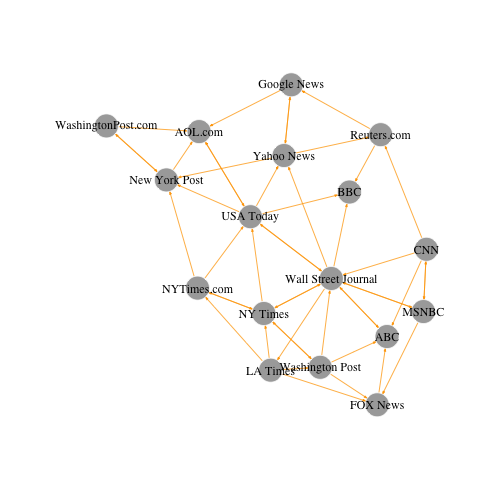 Google News
WashingtonPost.com
AOL.com
Reuters.com
Yahoo News
New York Post
BBC
USA Today
CNN
Wall Street Journal
NYTimes.com
NY Times
MSNBC
ABC
LA Times
Washington Post
FOX News